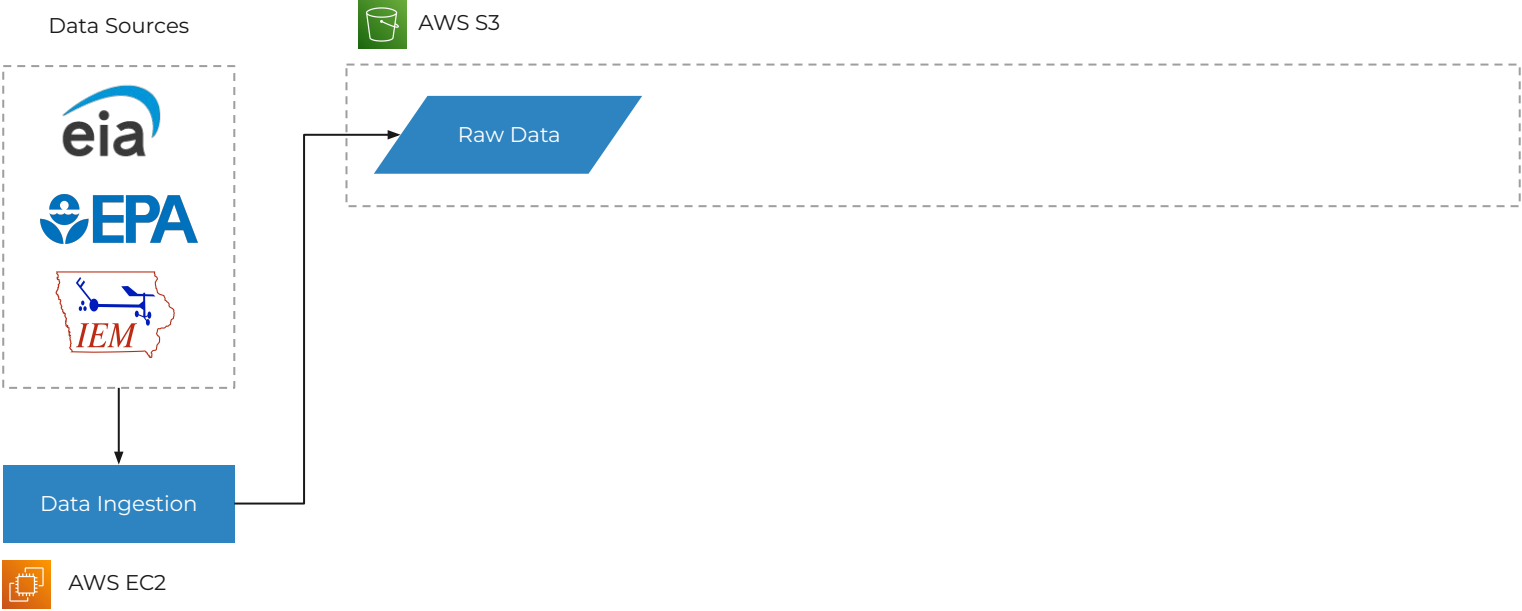 Data Sources
AWS S3
eia
Raw Data
EPA
IEM
Data Ingestion
AWS EC2